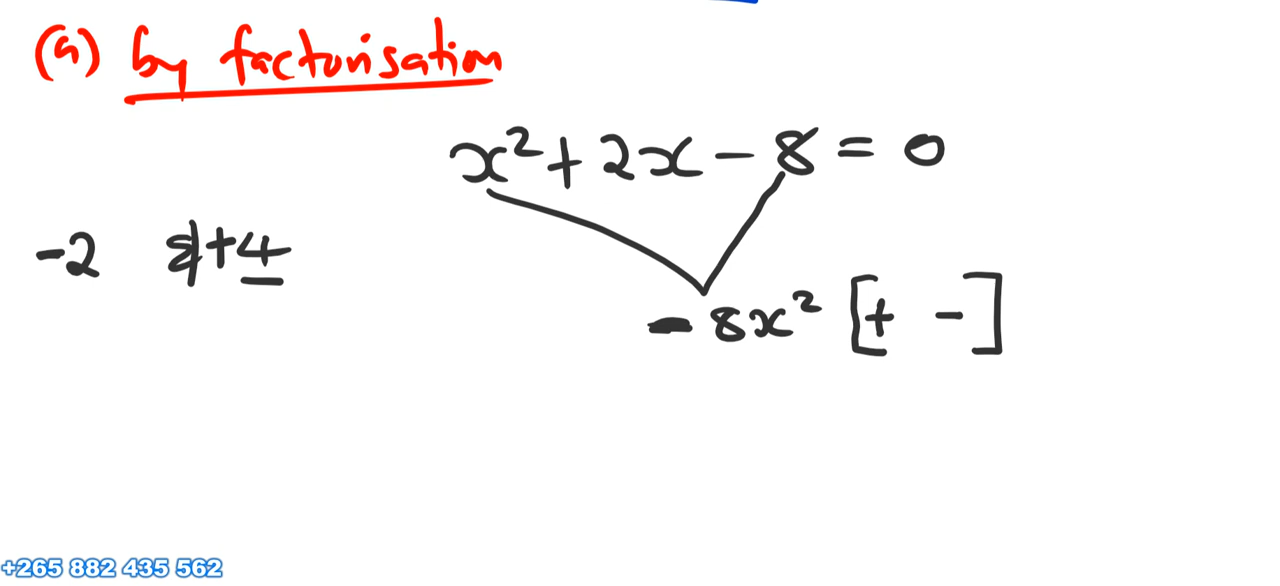 (a) by factorisation
x² + 2x - 8 = 0
-2 & +4
- 8x² [+ -]
+265 882 435 562